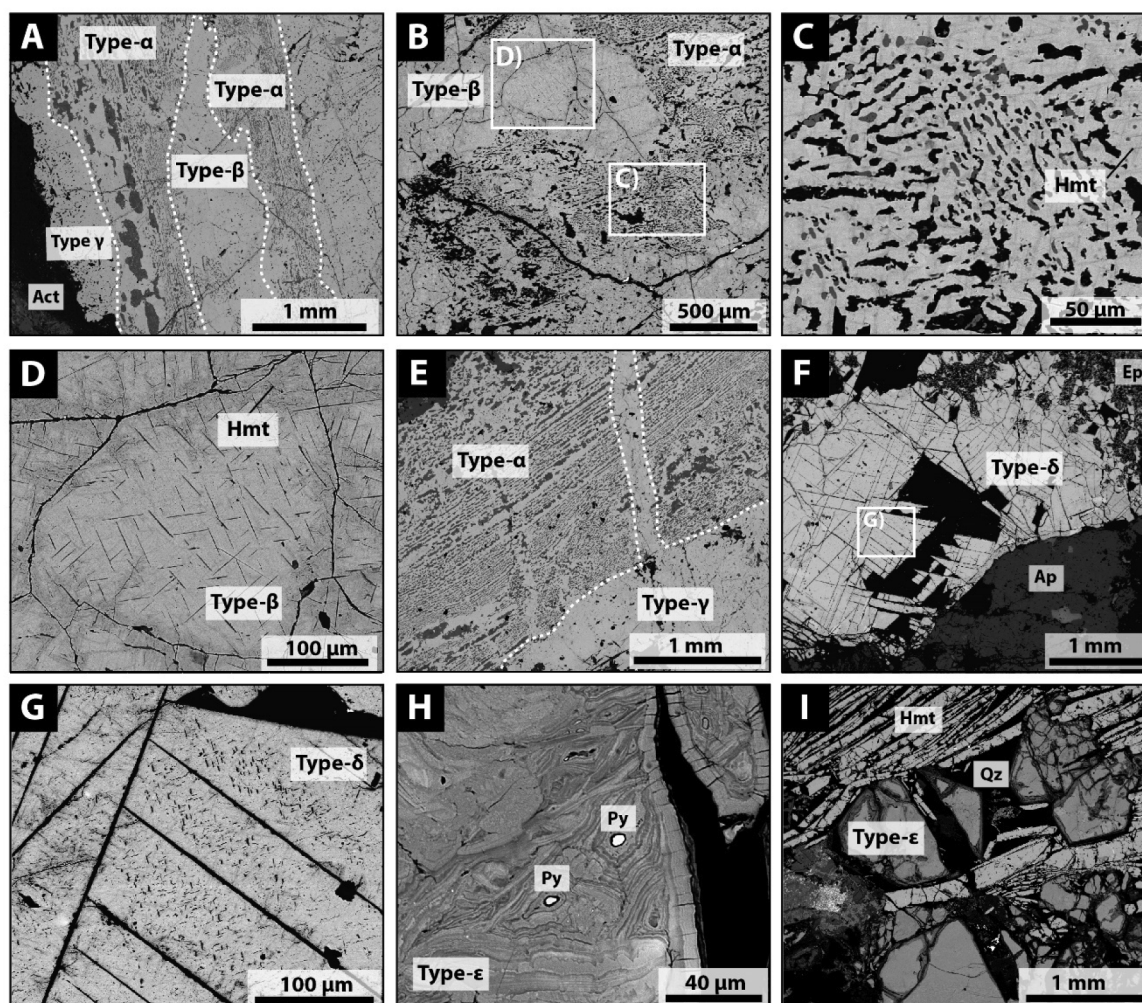 A
Type-α
Type-α
Type-β
Type γ
Act
1 mm
B
D)
Type-α
Type-β
C)
500 µm
C
Hmt
50 µm
D
Hmt
Type-β
100 µm
E
Type-α
Type-γ
1 mm
F
Ep
Type-δ
G)
Ap
1 mm
G
Type-δ
100 µm
H
Py
Py
Type-ε
40 µm
I
Hmt
Qz
Type-ε
1 mm